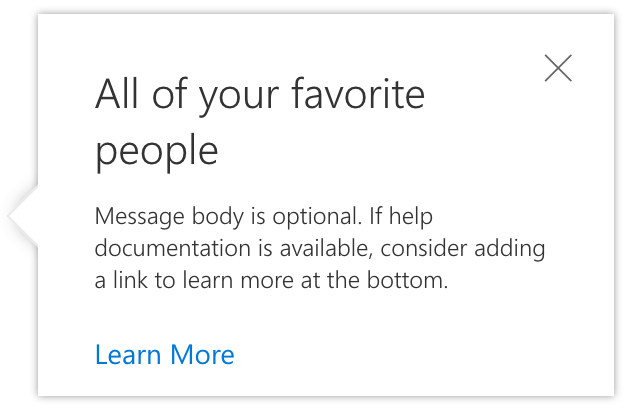 All of your favorite
people
Message body is optional. If help
documentation is available, consider adding
a link to learn more at the bottom.
Learn More